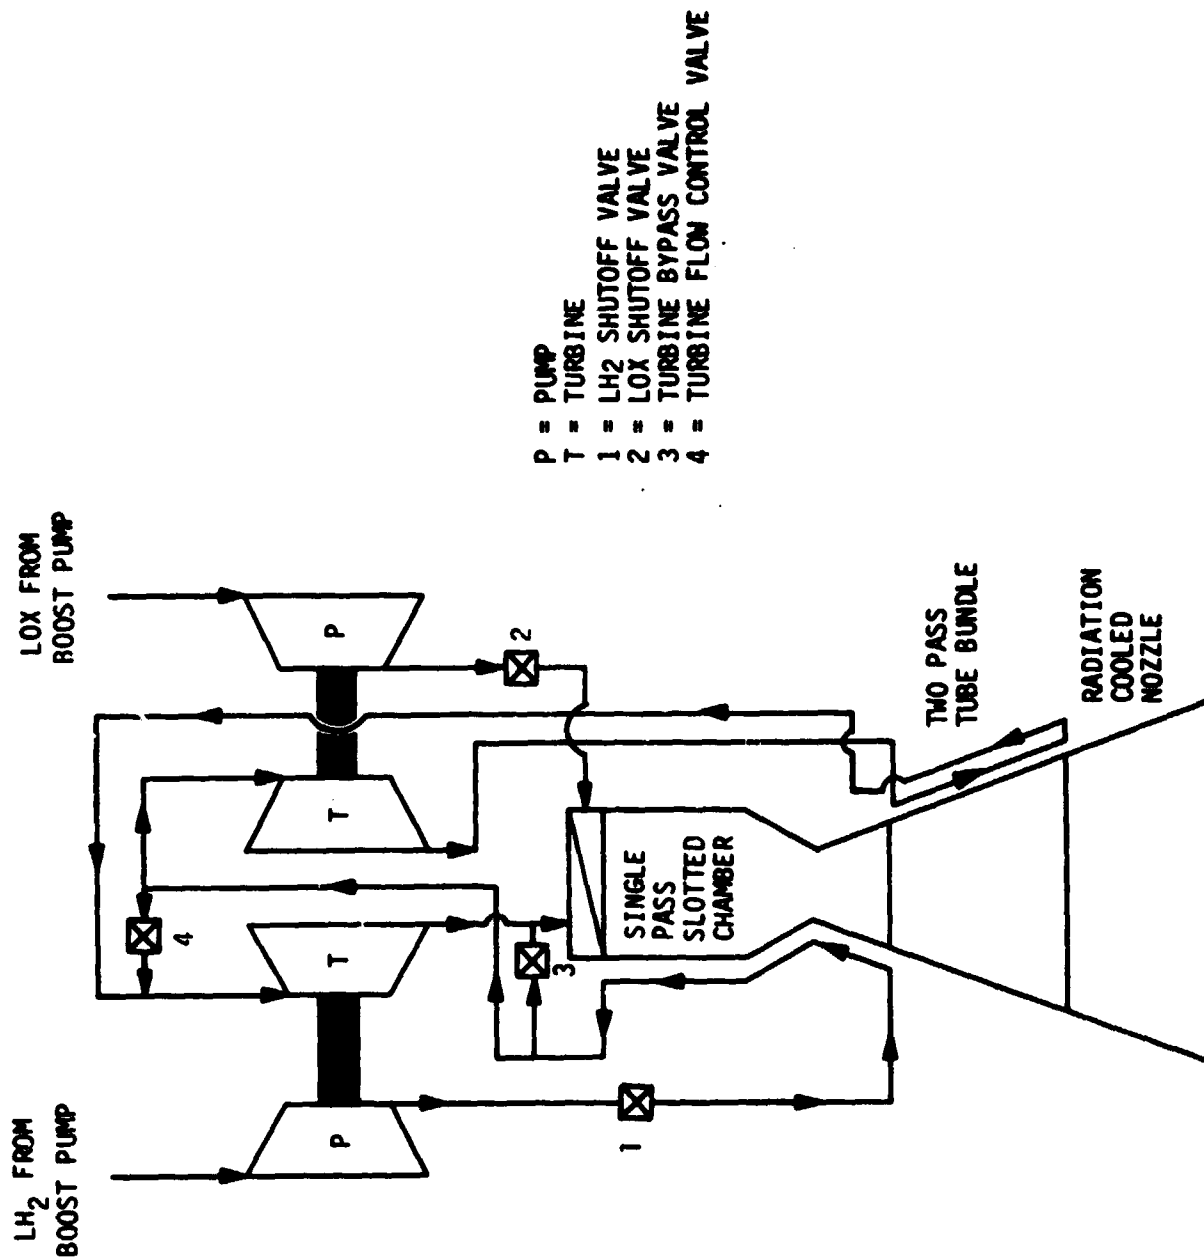 LH2 FROM
BOOST PUMP
LOX FROM
BOOST PUMP
P
T
T
P
4
2
3
1
SINGLE
PASS
SLOTTED
CHAMBER
TWO PASS
TUBE BUNDLE
RADIATION
COOLED
NOZZLE
P = PUMP
T = TURBINE
1 = LH2 SHUTOFF VALVE
2 = LOX SHUTOFF VALVE
3 = TURBINE BYPASS VALVE
4 = TURBINE FLOW CONTROL VALVE